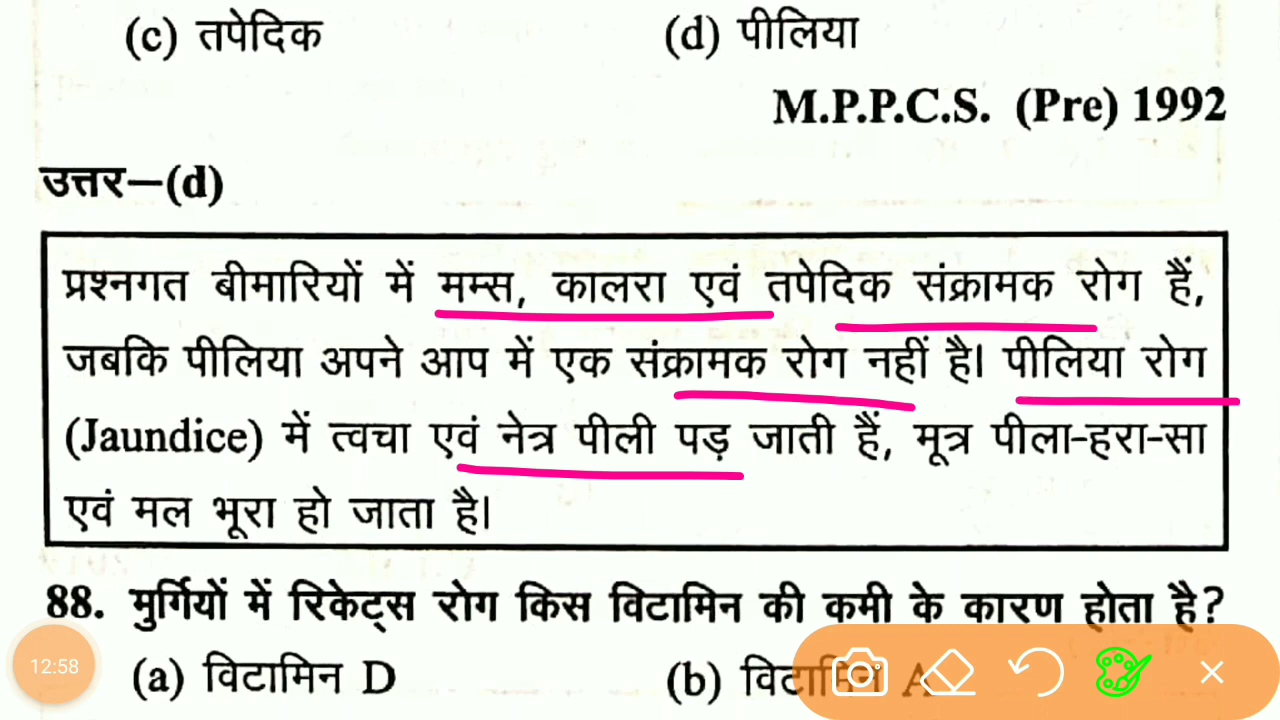 (c) तपेदिक (d) पीलिया
M.P.P.C.S. (Pre) 1992
उत्तर–(d)
प्रश्नगत बीमारियों में मम्स, कालरा एवं तपेदिक संक्रामक रोग हैं,
जबकि पीलिया अपने आप में एक संक्रामक रोग नहीं है। पीलिया रोग
(Jaundice) में त्वचा एवं नेत्र पीली पड़ जाती हैं, मूत्र पीला-हरा-सा
एवं मल भूरा हो जाता है।
88. मुर्गियों में रिकेट्स रोग किस विटामिन की कमी के कारण होता है?
(a) विटामिन D (b) विटामिन A
12:58